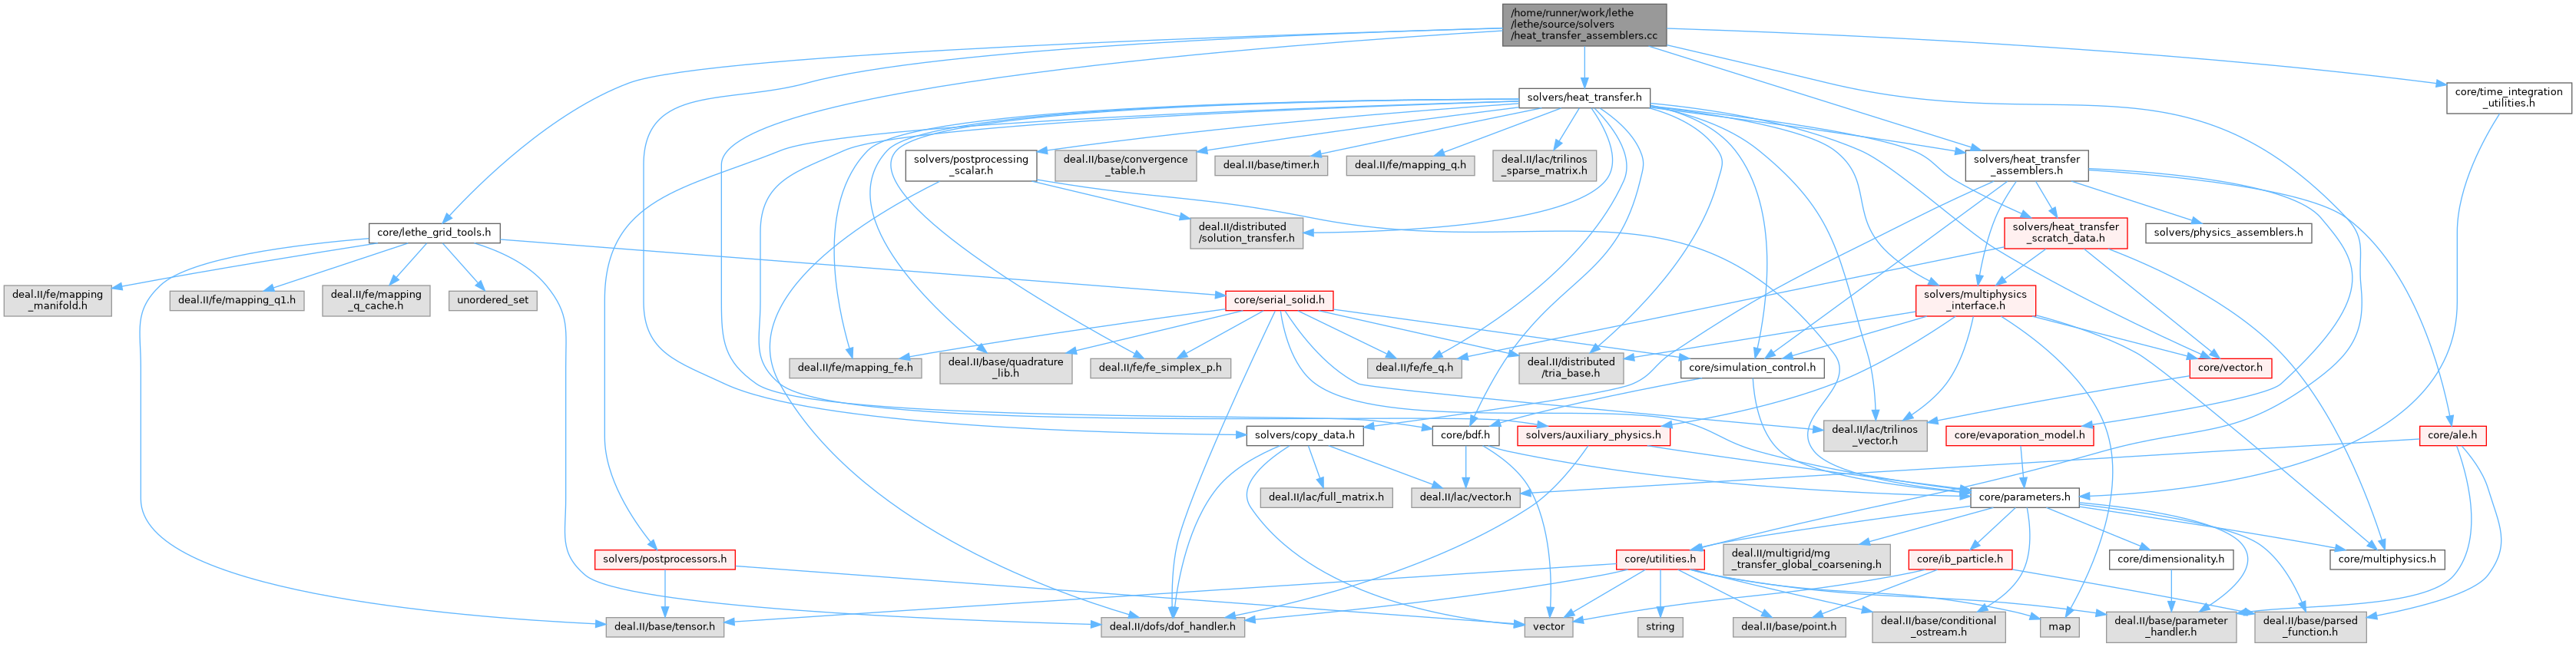 /home/runner/work/lethe
/lethe/source/solvers
/heat_transfer_assemblers.cc
solvers/heat_transfer.h
core/time_integration
_utilities.h
solvers/postprocessing
_scalar.h
deal.II/base/convergence
_table.h
deal.II/base/timer.h
deal.II/fe/mapping_q.h
deal.II/lac/trilinos
_sparse_matrix.h
solvers/heat_transfer
_assemblers.h
core/lethe_grid_tools.h
deal.II/distributed
/solution_transfer.h
solvers/heat_transfer
_scratch_data.h
solvers/physics_assemblers.h
deal.II/fe/mapping
_manifold.h
deal.II/fe/mapping_q1.h
deal.II/fe/mapping
_q_cache.h
unordered_set
core/serial_solid.h
solvers/multiphysics
_interface.h
deal.II/fe/mapping_fe.h
deal.II/base/quadrature
_lib.h
deal.II/fe/fe_simplex_p.h
deal.II/fe/fe_q.h
deal.II/distributed
/tria_base.h
core/simulation_control.h
core/vector.h
solvers/copy_data.h
core/bdf.h
solvers/auxiliary_physics.h
deal.II/lac/trilinos
_vector.h
core/evaporation_model.h
core/ale.h
deal.II/lac/full_matrix.h
deal.II/lac/vector.h
core/parameters.h
solvers/postprocessors.h
core/utilities.h
deal.II/multigrid/mg
_transfer_global_coarsening.h
core/ib_particle.h
core/dimensionality.h
core/multiphysics.h
deal.II/base/tensor.h
deal.II/dofs/dof_handler.h
vector
string
deal.II/base/point.h
deal.II/base/conditional
_ostream.h
map
deal.II/base/parameter
_handler.h
deal.II/base/parsed
_function.h